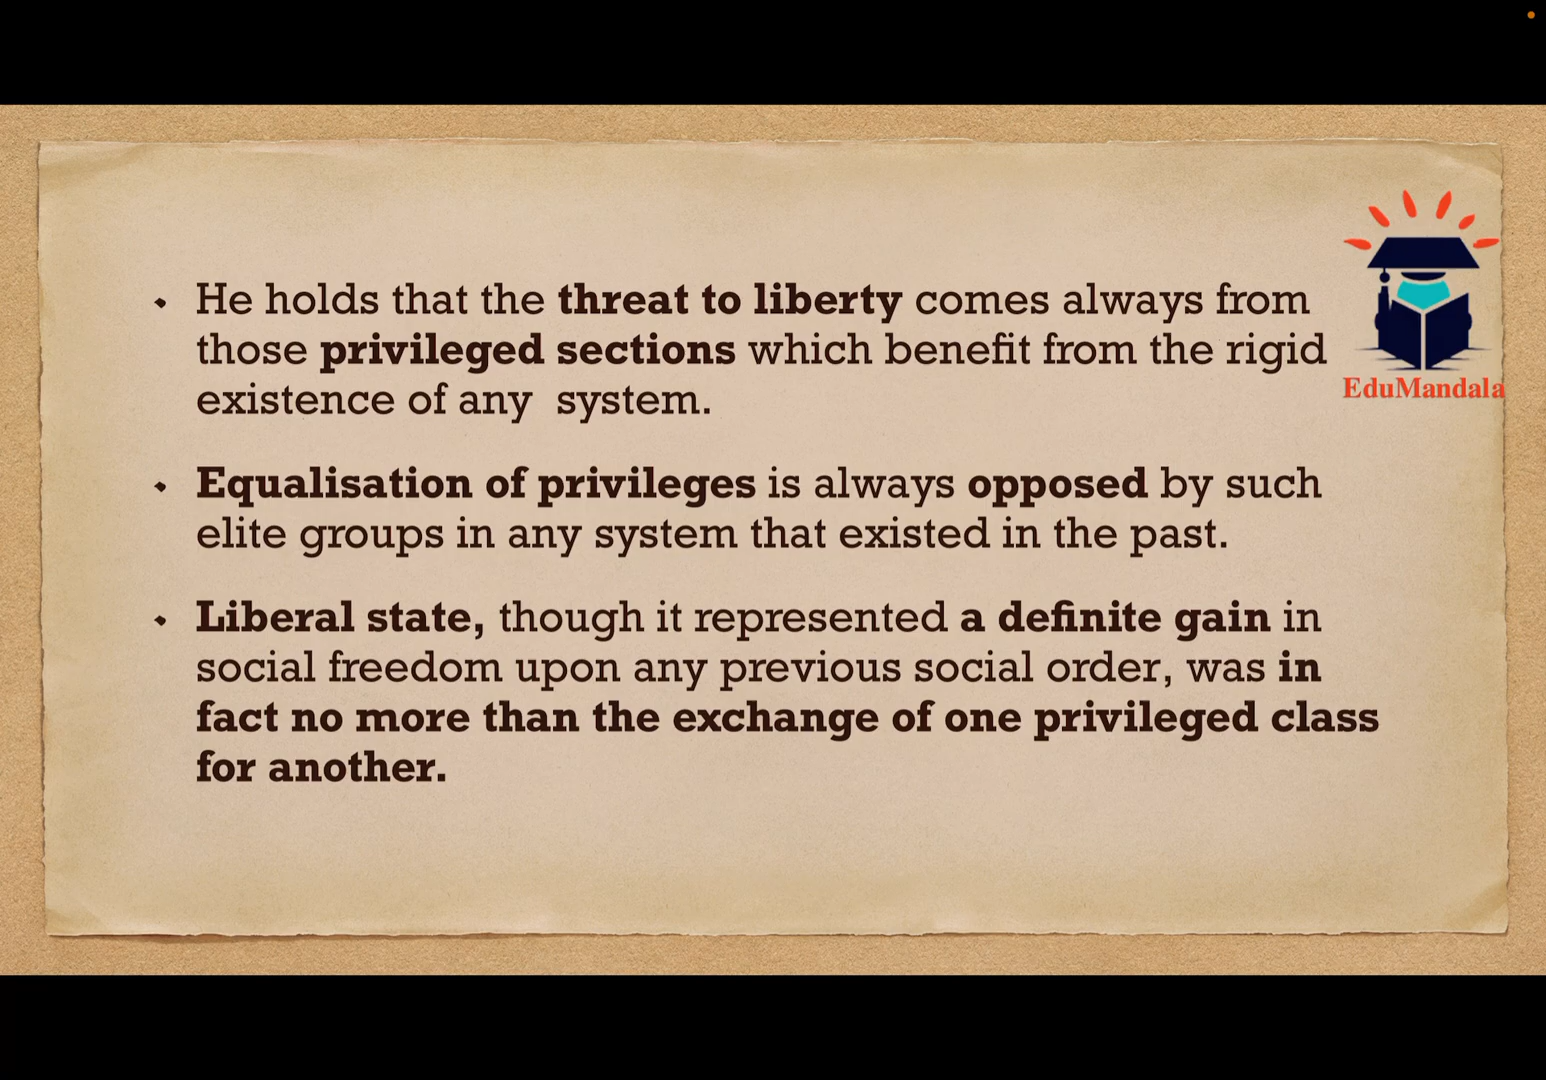 He holds that the threat to liberty comes always from
those privileged sections which benefit from the rigid
existence of any  system.
EduMandala
Equalisation of privileges is always opposed by such
elite groups in any system that existed in the past.
Liberal state, though it represented a definite gain in
social freedom upon any previous social order, was in
fact no more than the exchange of one privileged class
for another.